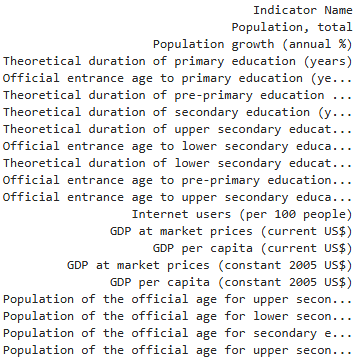 Indicator Name
Population, total
Population growth (annual %)
Theoretical duration of primary education (years)
Official entrance age to primary education (ye...
Theoretical duration of pre-primary education ...
Theoretical duration of secondary education (y...
Theoretical duration of upper secondary educat...
Official entrance age to lower secondary educa...
Theoretical duration of lower secondary educat...
Official entrance age to pre-primary education...
Official entrance age to upper secondary educa...
Internet users (per 100 people)
GDP at market prices (current US$)
GDP per capita (current US$)
GDP at market prices (constant 2005 US$)
GDP per capita (constant 2005 US$)
Population of the official age for upper secon...
Population of the official age for lower secon...
Population of the official age for secondary e...
Population of the official age for upper secon...